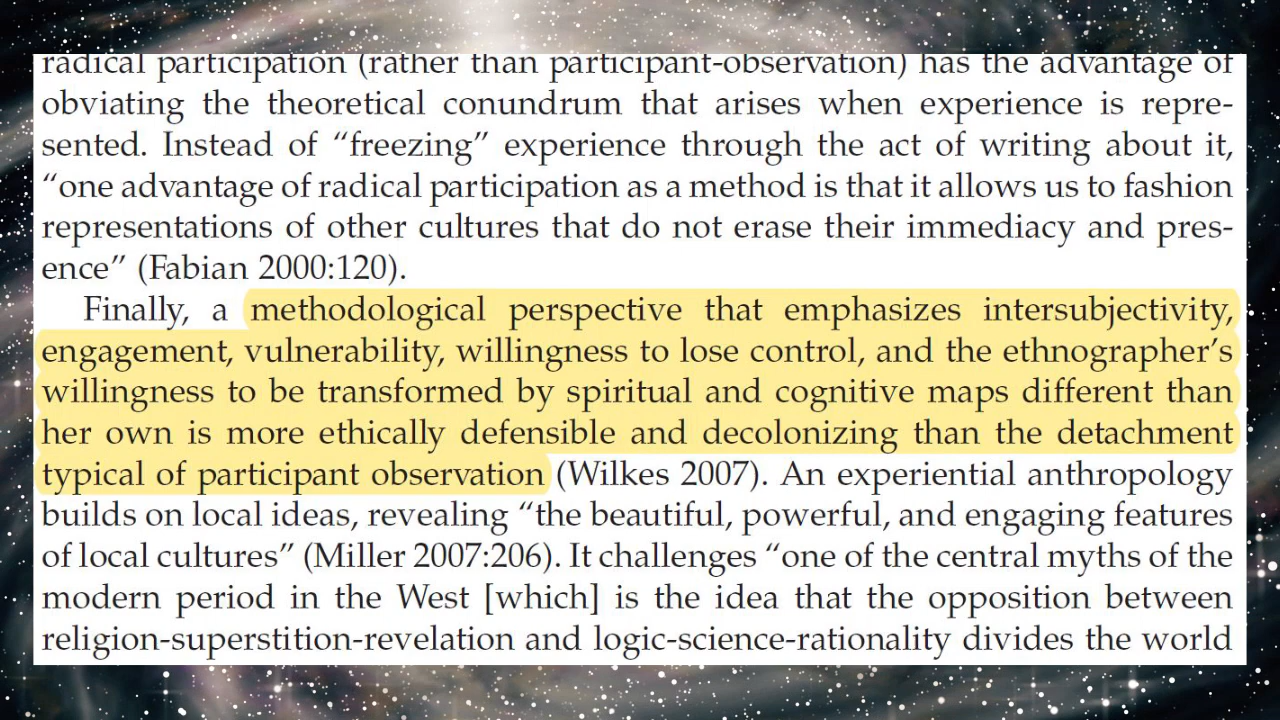 radical participation (rather than participant-observation) has the advantage of
obviating the theoretical conundrum that arises when experience is repre-
sented. Instead of “freezing” experience through the act of writing about it,
“one advantage of radical participation as a method is that it allows us to fashion
representations of other cultures that do not erase their immediacy and pres-
ence” (Fabian 2000:120).
Finally, a methodological perspective that emphasizes intersubjectivity,
engagement, vulnerability, willingness to lose control, and the ethnographer’s
willingness to be transformed by spiritual and cognitive maps different than
her own is more ethically defensible and decolonizing than the detachment
typical of participant observation (Wilkes 2007). An experiential anthropology
builds on local ideas, revealing “the beautiful, powerful, and engaging features
of local cultures” (Miller 2007:206). It challenges “one of the central myths of the
modern period in the West [which] is the idea that the opposition between
religion-superstition-revelation and logic-science-rationality divides the world